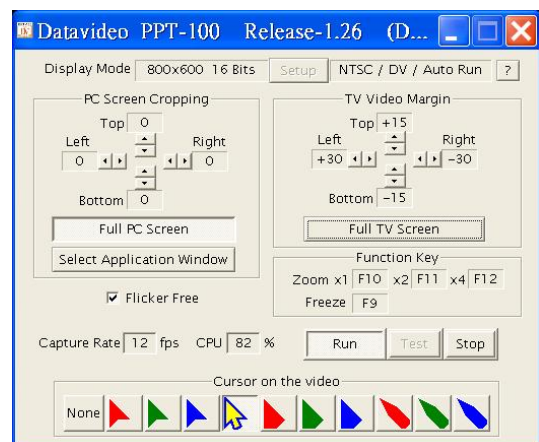 Datavideo PPT-100 Release-1.26 (D...
Display Mode 800x600 16 Bits Setup NTSC / DV / Auto Run ?
PC Screen Cropping
Top 0
Left Right
0 0
Bottom 0
Full PC Screen
Select Application Window
TV Video Margin
Top +15
Left Right
+30 -30
Bottom -15
Full TV Screen
Function Key
Zoom x1 F10 x2 F11 x4 F12
Freeze F9
Flicker Free
Capture Rate 12 fps CPU 82 % Run Test Stop
Cursor on the video
None